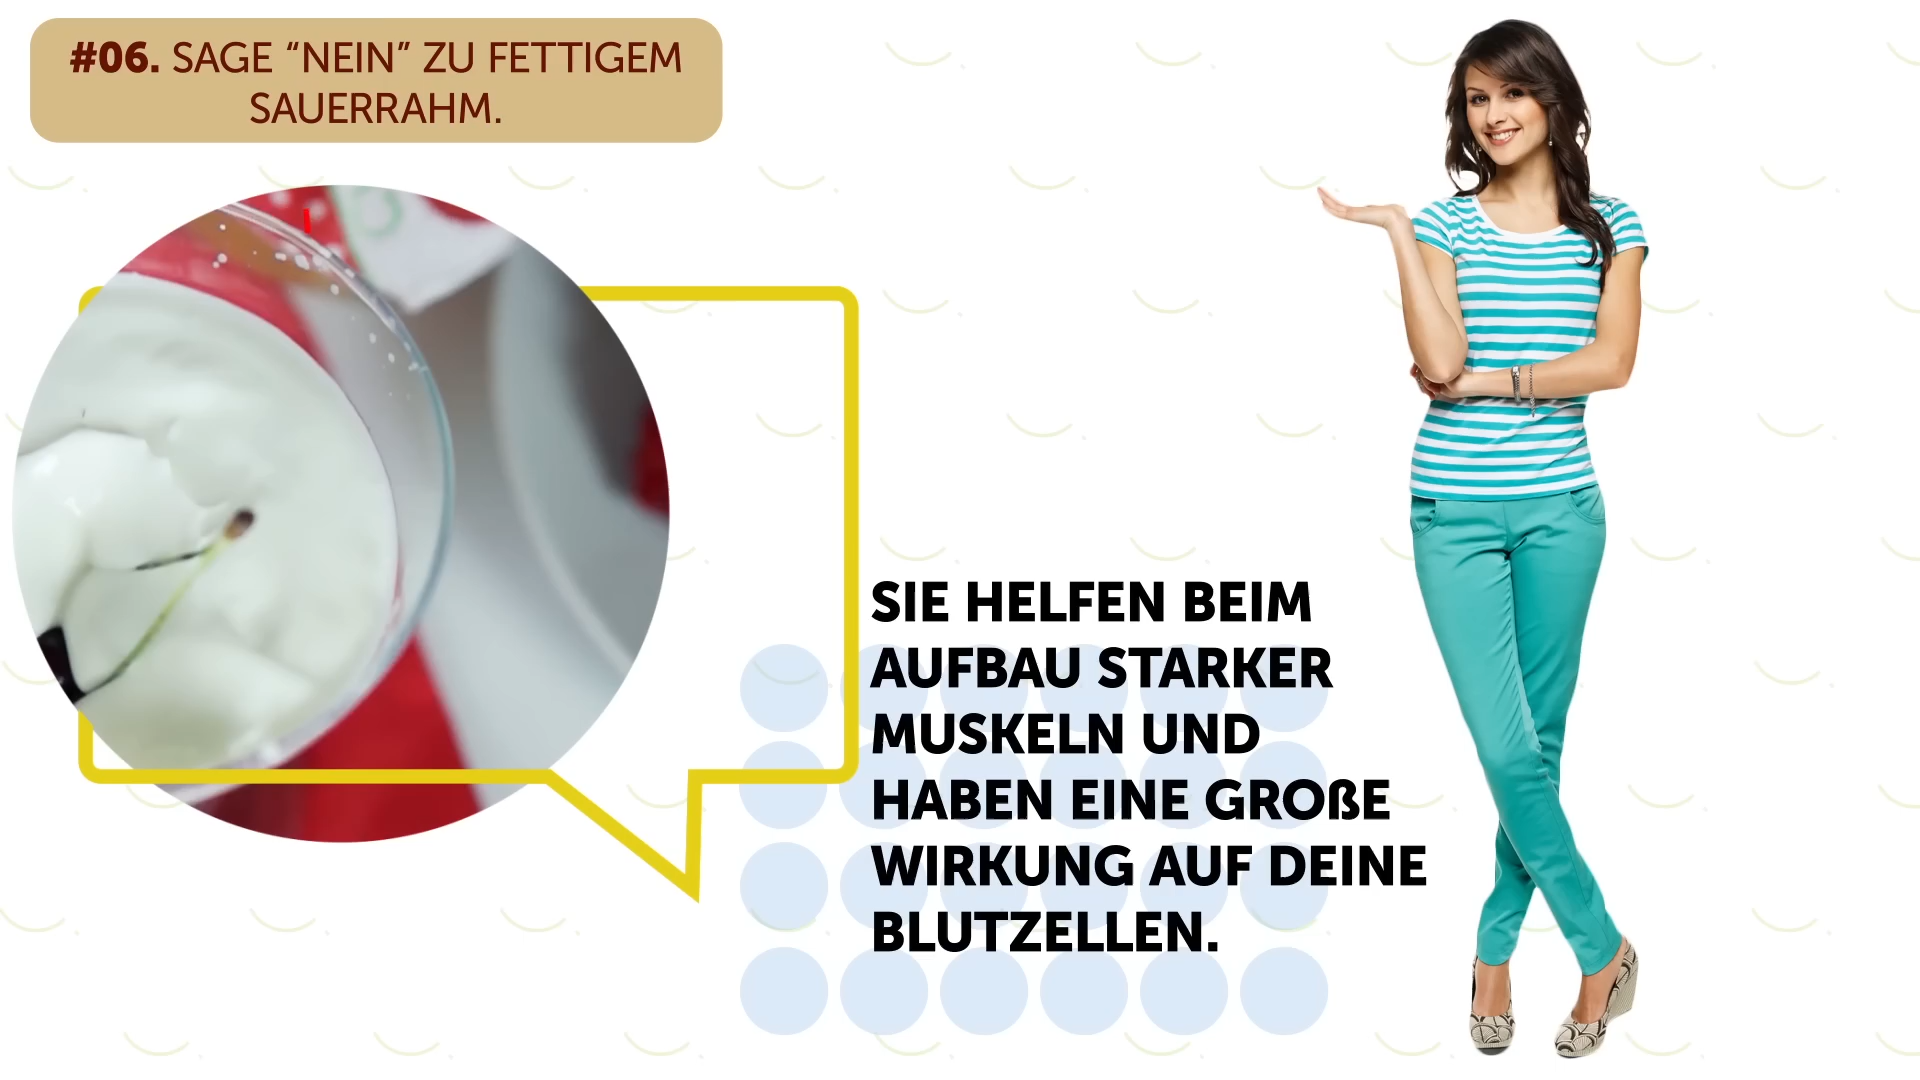 #06. SAGE “NEIN” ZU FETTIGEM
SAUERRAHM.
SIE HELFEN BEIM
AUFBAU STARKER
MUSKELN UND
HABEN EINE GROßE
WIRKUNG AUF DEINE
BLUTZELLEN.